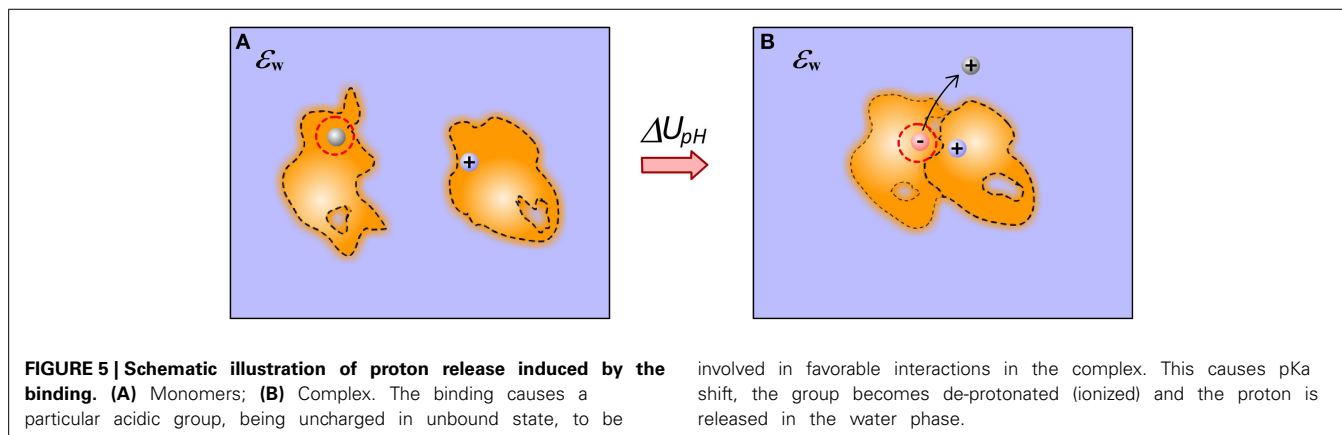 A
εw
+
ΔUpH
B
εw
+
-
+
FIGURE 5 | Schematic illustration of proton release induced by the
binding. (A) Monomers; (B) Complex. The binding causes a
particular acidic group, being uncharged in unbound state, to be
involved in favorable interactions in the complex. This causes pKa
shift, the group becomes de-protonated (ionized) and the proton is
released in the water phase.